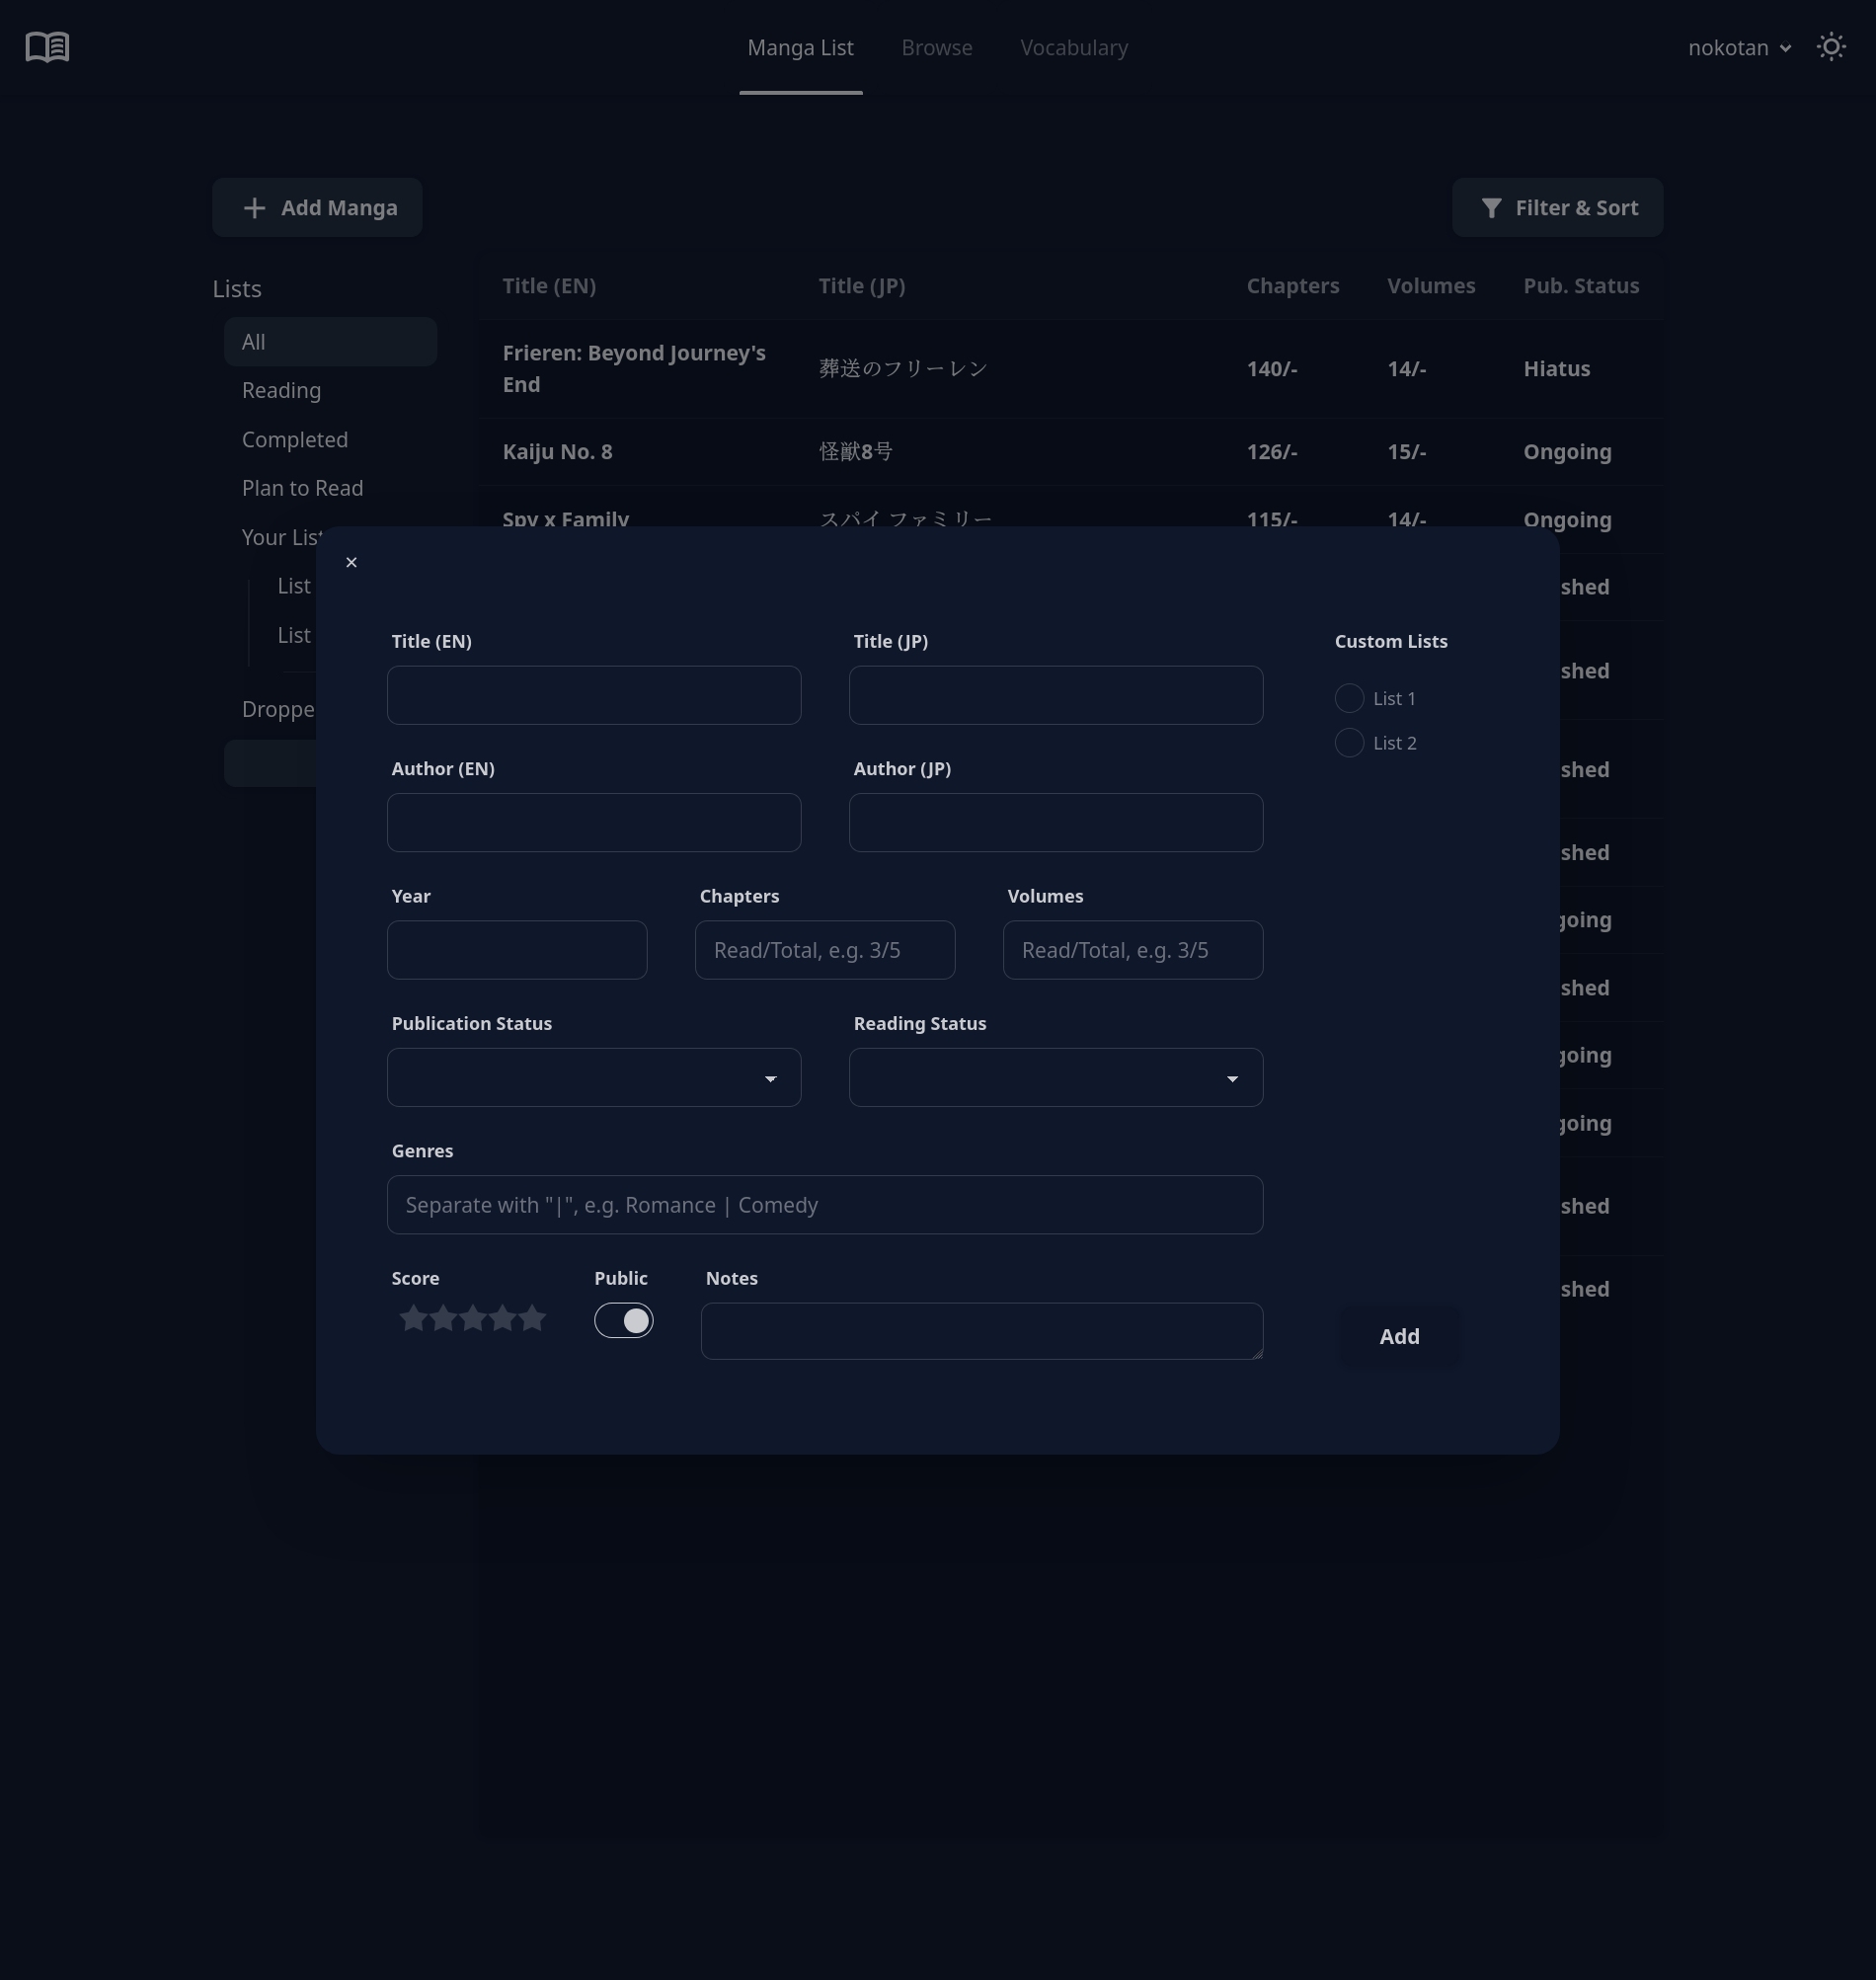 Manga List
Browse
Vocabulary
nokotan
Add Manga
Filter & Sort
Lists
All
Reading
Completed
Plan to Read
Your List
List
List
Droppe
Title (EN) Title (JP) Chapters Volumes Pub. Status
Frieren: Beyond Journey's
End
葬送のフリーレン 140/- 14/- Hiatus
Kaiju No. 8 怪獣8号 126/- 15/- Ongoing
Spy x Family スパイ ファミリー 115/- 14/- Ongoing
shed
shed
shed
shed
going
shed
going
going
shed
shed
×
Title (EN)
Title (JP)
Custom Lists
List 1
List 2
Author (EN)
Author (JP)
Year
Chapters
Volumes
Read/Total, e.g. 3/5
Read/Total, e.g. 3/5
Publication Status
Reading Status
Genres
Separate with "|", e.g. Romance | Comedy
Score
Public
Notes
Add